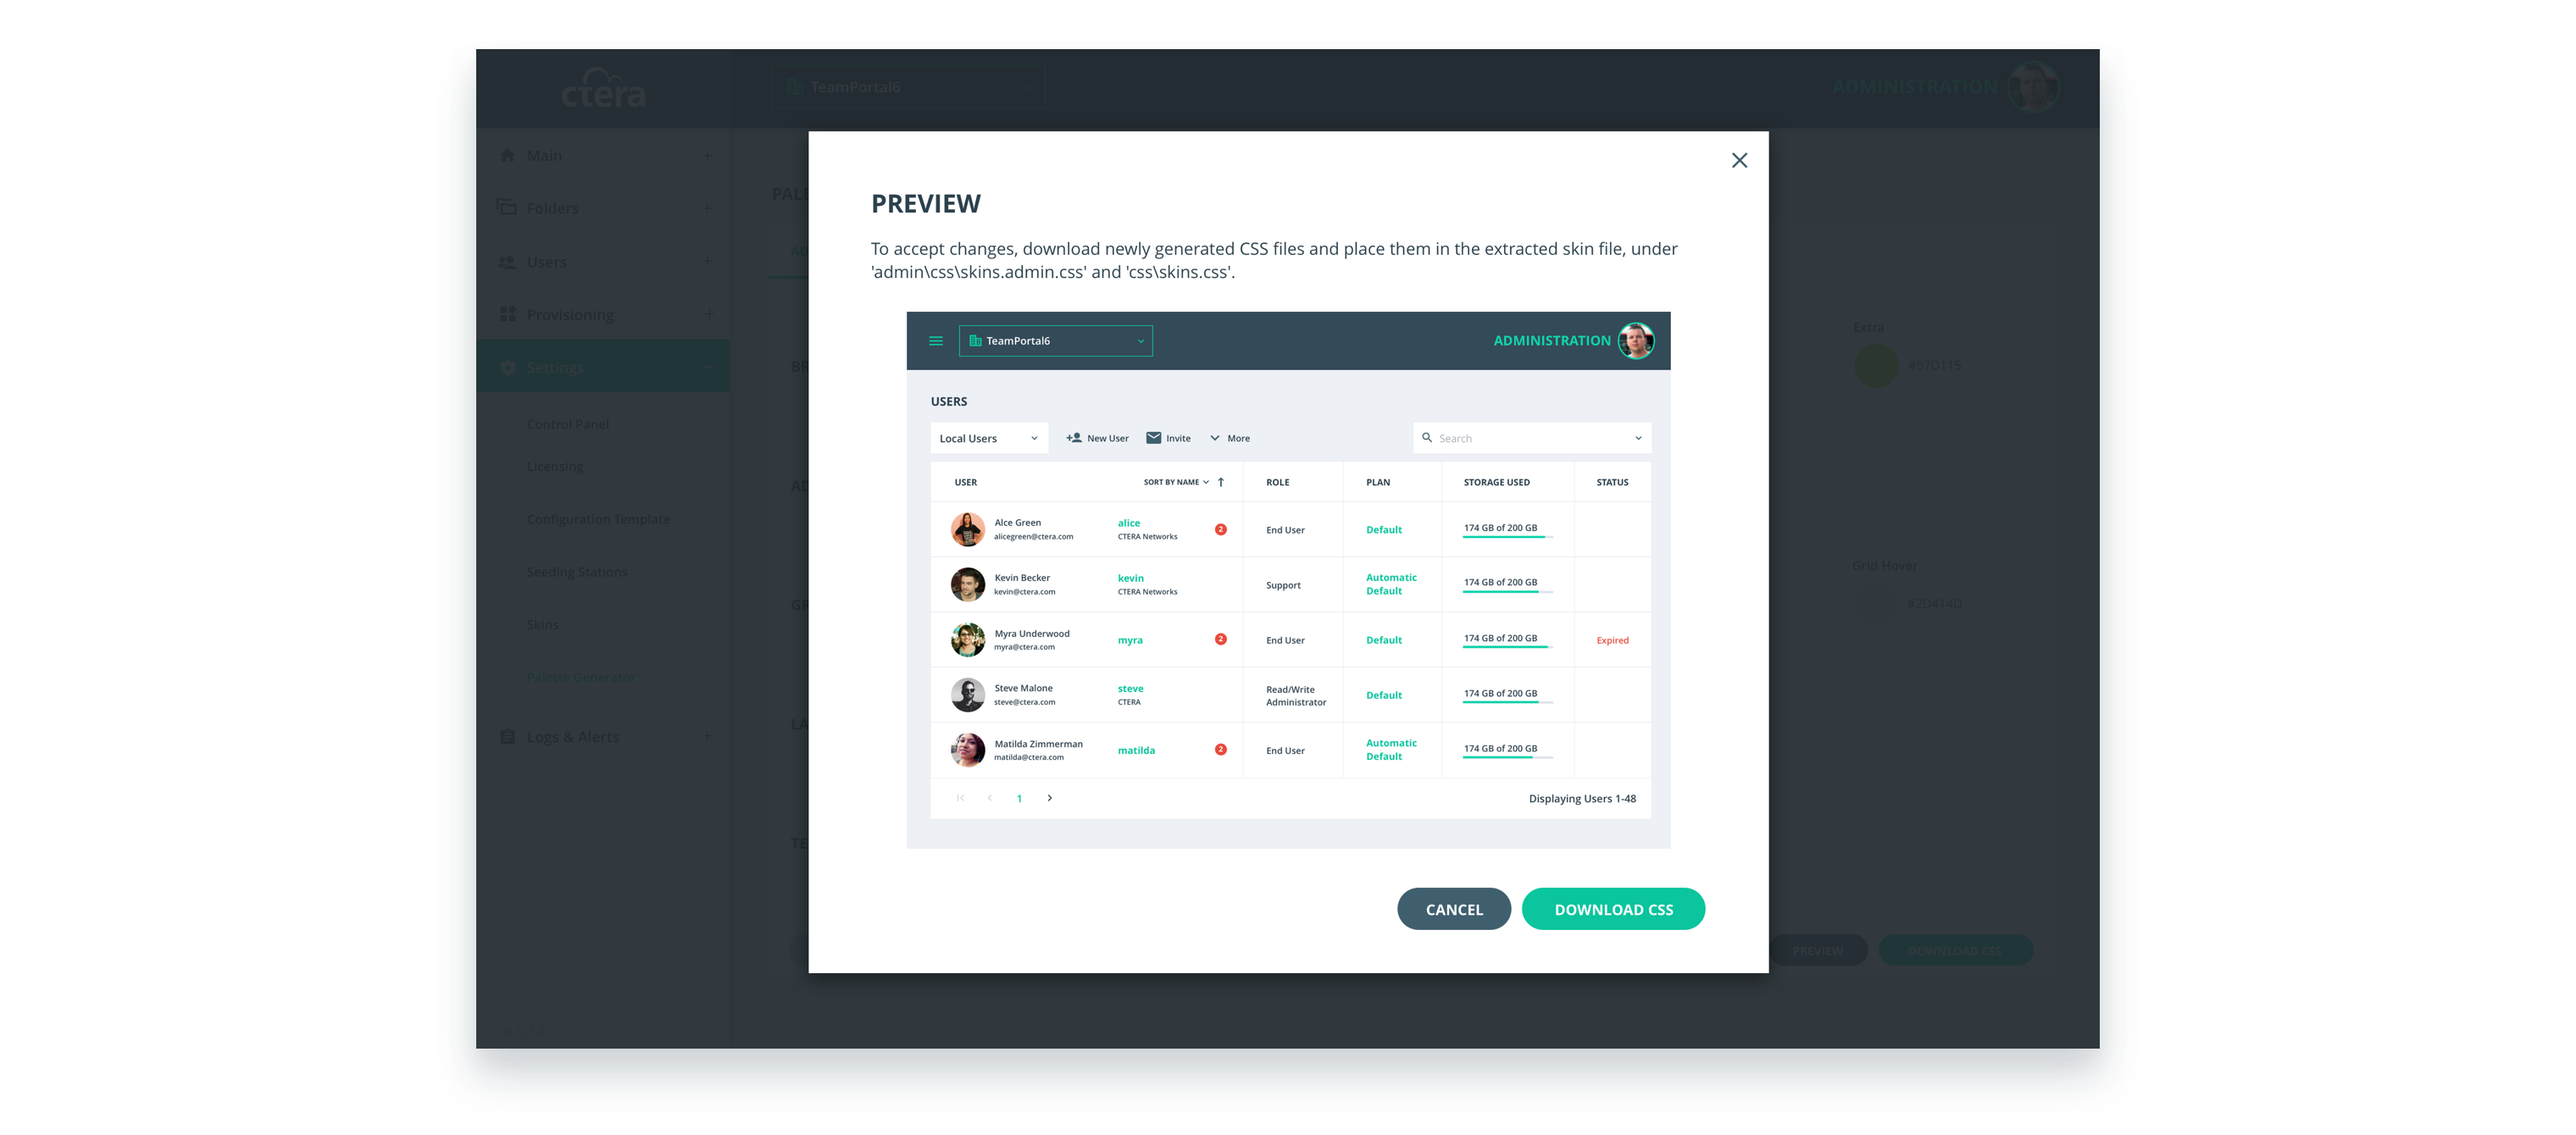 ctera
TeamPortal6
ADMINISTRATION
Main
Folders
Users
Provisioning
Settings
Control Panel
Licensing
Configuration Template
Seeding Stations
Skins
Palette Generator
Logs & Alerts
Extra
#97D115
Grid Hover
#2D414D
PREVIEW
DOWNLOAD CSS
PREVIEW
To accept changes, download newly generated CSS files and place them in the extracted skin file, under
'admin\css\skins.admin.css' and 'css\skins.css'.
TeamPortal6
ADMINISTRATION
USERS
Local Users
New User
Invite
More
Search
USER SORT BY NAME ROLE PLAN STORAGE USED STATUS
Alce Green
alicegreen@ctera.com
alice
CTERA Networks
2
End User
Default
174 GB of 200 GB
Kevin Becker
kevin@ctera.com
kevin
CTERA Networks
Support
Automatic
Default
174 GB of 200 GB
Myra Underwood
myra@ctera.com
myra
2
End User
Default
174 GB of 200 GB
Expired
Steve Malone
steve@ctera.com
steve
CTERA
Read/Write
Administrator
Default
174 GB of 200 GB
Matilda Zimmerman
matilda@ctera.com
matilda
2
End User
Automatic
Default
174 GB of 200 GB
1
Displaying Users 1-48
CANCEL
DOWNLOAD CSS